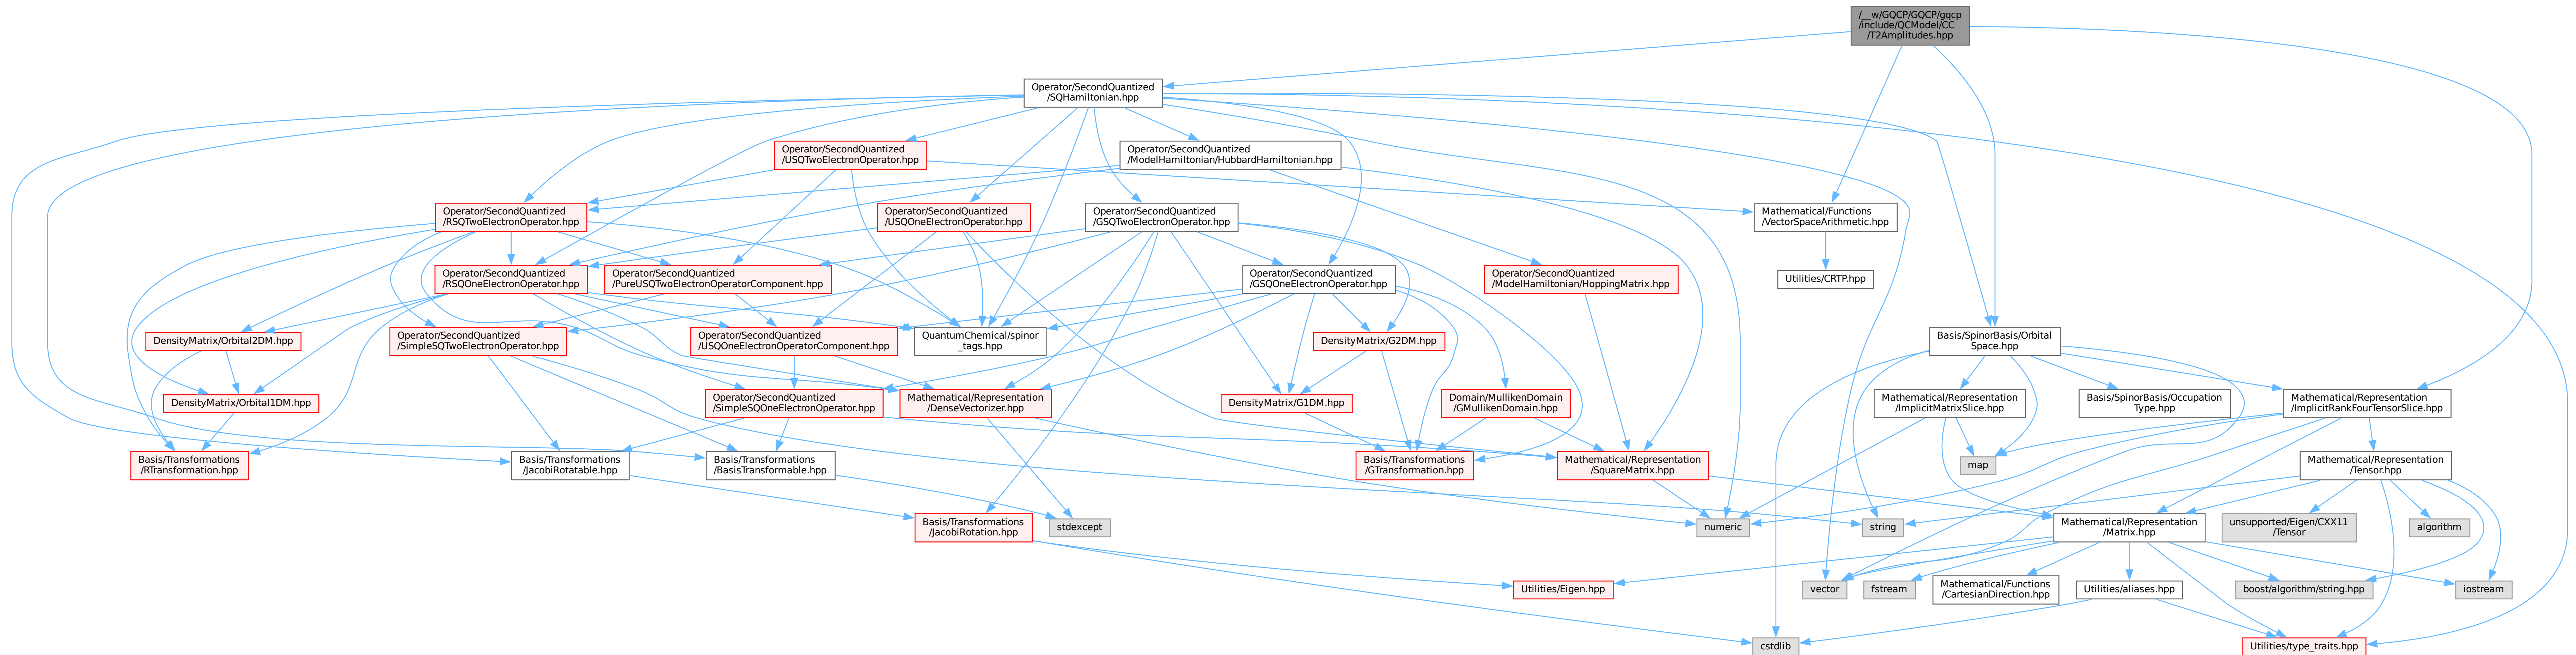 /__w/GQCP/GQCP/gqcp
/include/QCModel/CC
/T2Amplitudes.hpp
Operator/SecondQuantized
/SQHamiltonian.hpp
Operator/SecondQuantized
/USQTwoElectronOperator.hpp
Operator/SecondQuantized
/ModelHamiltonian/HubbardHamiltonian.hpp
Operator/SecondQuantized
/RSQTwoElectronOperator.hpp
Operator/SecondQuantized
/USQOneElectronOperator.hpp
Operator/SecondQuantized
/GSQTwoElectronOperator.hpp
Mathematical/Functions
/VectorSpaceArithmetic.hpp
Operator/SecondQuantized
/RSQOneElectronOperator.hpp
Operator/SecondQuantized
/PureUSQTwoElectronOperatorComponent.hpp
Operator/SecondQuantized
/GSQOneElectronOperator.hpp
Operator/SecondQuantized
/ModelHamiltonian/HoppingMatrix.hpp
Utilities/CRTP.hpp
DensityMatrix/Orbital2DM.hpp
Operator/SecondQuantized
/SimpleSQTwoElectronOperator.hpp
Operator/SecondQuantized
/USQOneElectronOperatorComponent.hpp
QuantumChemical/spinor
_tags.hpp
DensityMatrix/G2DM.hpp
Basis/SpinorBasis/Orbital
Space.hpp
DensityMatrix/Orbital1DM.hpp
Operator/SecondQuantized
/SimpleSQOneElectronOperator.hpp
Mathematical/Representation
/DenseVectorizer.hpp
DensityMatrix/G1DM.hpp
Domain/MullikenDomain
/GMullikenDomain.hpp
Mathematical/Representation
/ImplicitMatrixSlice.hpp
Basis/SpinorBasis/Occupation
Type.hpp
Mathematical/Representation
/ImplicitRankFourTensorSlice.hpp
Basis/Transformations
/RTransformation.hpp
Basis/Transformations
/JacobiRotatable.hpp
Basis/Transformations
/BasisTransformable.hpp
Basis/Transformations
/GTransformation.hpp
Mathematical/Representation
/SquareMatrix.hpp
map
Mathematical/Representation
/Tensor.hpp
Basis/Transformations
/JacobiRotation.hpp
stdexcept
numeric
string
Mathematical/Representation
/Matrix.hpp
unsupported/Eigen/CXX11
/Tensor
algorithm
Utilities/Eigen.hpp
vector
fstream
Mathematical/Functions
/CartesianDirection.hpp
Utilities/aliases.hpp
boost/algorithm/string.hpp
iostream
cstdlib
Utilities/type_traits.hpp